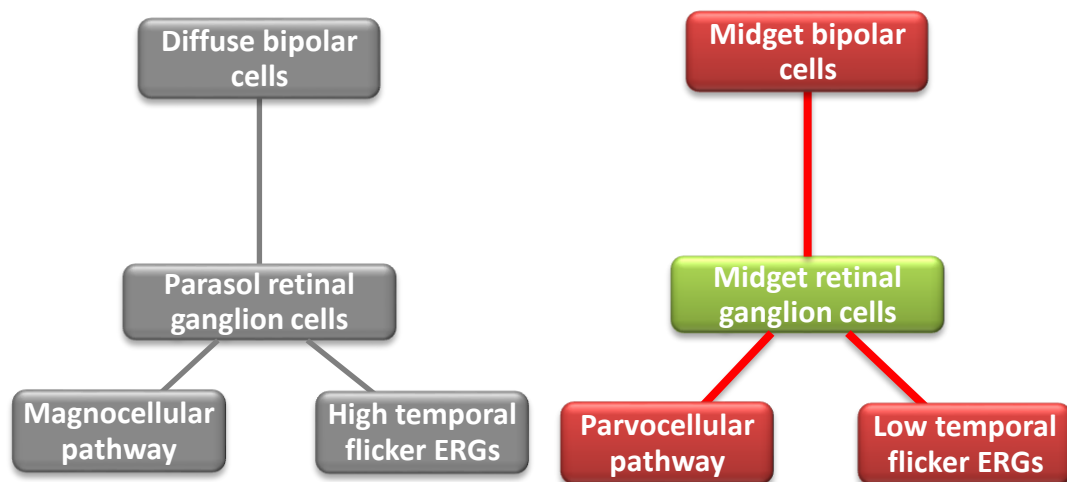 Diffuse bipolar
cells
Midget bipolar
cells
Parasol retinal
ganglion cells
Midget retinal
ganglion cells
Magnocellular
pathway
High temporal
flicker ERGs
Parvocellular
pathway
Low temporal
flicker ERGs